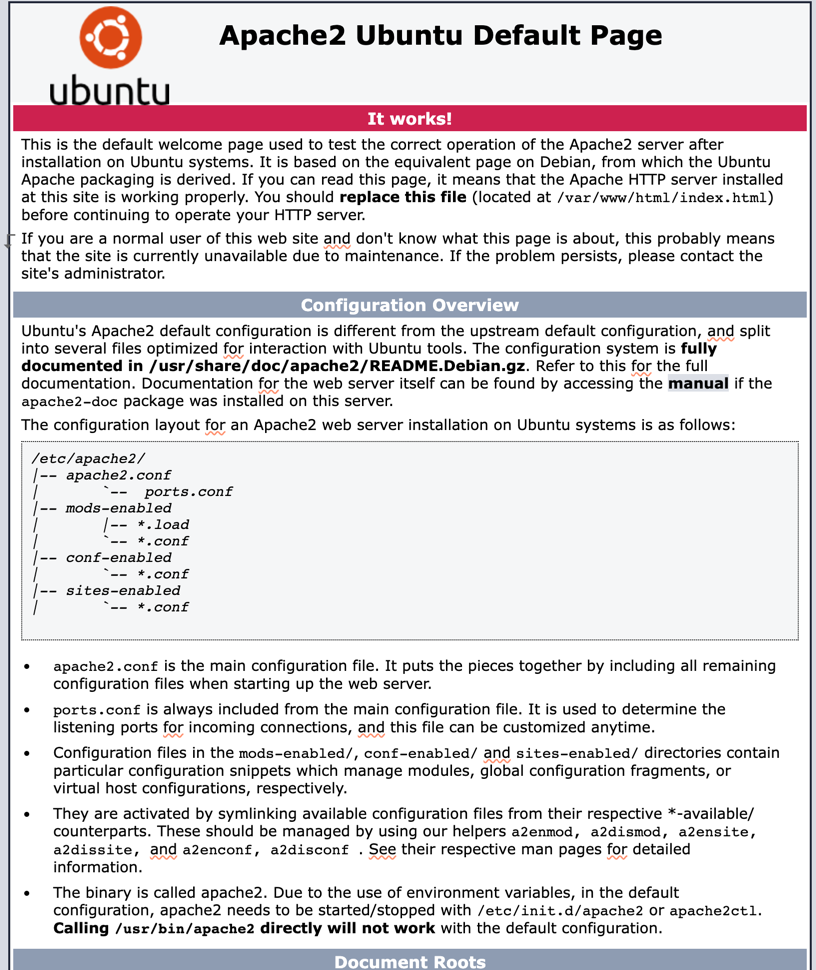 ubuntu
Apache2 Ubuntu Default Page
It works!
This is the default welcome page used to test the correct operation of the Apache2 server after
installation on Ubuntu systems. It is based on the equivalent page on Debian, from which the Ubuntu
Apache packaging is derived. If you can read this page, it means that the Apache HTTP server installed
at this site is working properly. You should replace this file (located at /var/www/html/index.html)
before continuing to operate your HTTP server.
If you are a normal user of this web site and don't know what this page is about, this probably means
that the site is currently unavailable due to maintenance. If the problem persists, please contact the
site's administrator.
Configuration Overview
Ubuntu's Apache2 default configuration is different from the upstream default configuration, and split
into several files optimized for interaction with Ubuntu tools. The configuration system is fully
documented in /usr/share/doc/apache2/README.Debian.gz. Refer to this for the full
documentation. Documentation for the web server itself can be found by accessing the manual if the
apache2-doc package was installed on this server.
The configuration layout for an Apache2 web server installation on Ubuntu systems is as follows:
/etc/apache2/
|-- apache2.conf
|       `--  ports.conf
|-- mods-enabled
|       |-- *.load
|       `-- *.conf
|-- conf-enabled
|       `-- *.conf
|-- sites-enabled
|       `-- *.conf
• apache2.conf is the main configuration file. It puts the pieces together by including all remaining
configuration files when starting up the web server.
• ports.conf is always included from the main configuration file. It is used to determine the
listening ports for incoming connections, and this file can be customized anytime.
• Configuration files in the mods-enabled/, conf-enabled/ and sites-enabled/ directories contain
particular configuration snippets which manage modules, global configuration fragments, or
virtual host configurations, respectively.
• They are activated by symlinking available configuration files from their respective *-available/
counterparts. These should be managed by using our helpers a2enmod, a2dismod, a2ensite,
a2dissite, and a2enconf, a2disconf . See their respective man pages for detailed
information.
• The binary is called apache2. Due to the use of environment variables, in the default
configuration, apache2 needs to be started/stopped with /etc/init.d/apache2 or apache2ctl.
Calling /usr/bin/apache2 directly will not work with the default configuration.
Document Roots